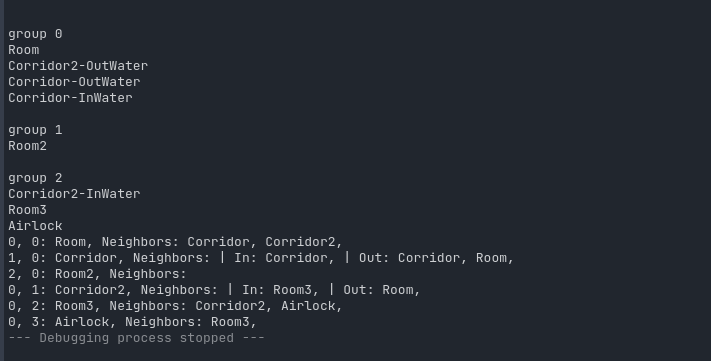 group 0
Room
Corridor2-OutWater
Corridor-OutWater
Corridor-InWater
group 1
Room2
group 2
Corridor2-InWater
Room3
Airlock
0, 0: Room, Neighbors: Corridor, Corridor2,
1, 0: Corridor, Neighbors: | In: Corridor, | Out: Corridor, Room,
2, 0: Room2, Neighbors:
0, 1: Corridor2, Neighbors: | In: Room3, | Out: Room,
0, 2: Room3, Neighbors: Corridor2, Airlock,
0, 3: Airlock, Neighbors: Room3,
--- Debugging process stopped ---